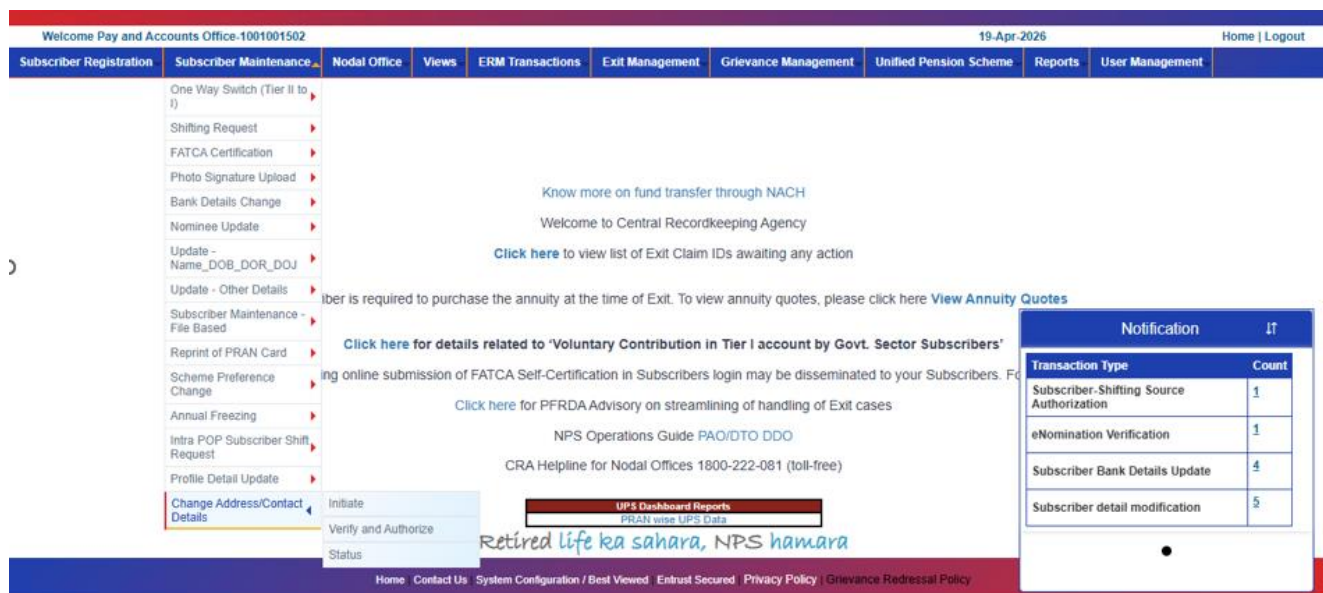 Welcome Pay and Accounts Office-1001001502
19-Apr-2026
Home | Logout
Subscriber Registration
Subscriber Maintenance
Nodal Office
Views
ERM Transactions
Exit Management
Grievance Management
Unified Pension Scheme
Reports
User Management
One Way Switch (Tier II to
I)
Shifting Request
FATCA Certification
Photo Signature Upload
Bank Details Change
Nominee Update
Update -
Name_DOB_DOR_DOJ
Update - Other Details
Subscriber Maintenance -
File Based
Reprint of PRAN Card
Scheme Preference
Change
Annual Freezing
Intra POP Subscriber Shift
Request
Profile Detail Update
Change Address/Contact
Details
Initiate
Verify and Authorize
Status
Know more on fund transfer through NACH
Welcome to Central Recordkeeping Agency
Click here to view list of Exit Claim IDs awaiting any action
iber is required to purchase the annuity at the time of Exit. To view annuity quotes, please click here View Annuity Quotes
Click here for details related to ‘Voluntary Contribution in Tier I account by Govt. Sector Subscribers’
ing online submission of FATCA Self-Certification in Subscribers login may be disseminated to your Subscribers. Fo
Click here for PFRDA Advisory on streamlining of handling of Exit cases
NPS Operations Guide PAO/DTO DDO
CRA Helpline for Nodal Offices 1800-222-081 (toll-free)
UPS Dashboard Reports
PRAN wise UPS Data
Retired life ka sahara, NPS hamara
Notification
Transaction Type Count
Subscriber-Shifting Source
Authorization 1
eNomination Verification 1
Subscriber Bank Details Update 4
Subscriber detail modification 5
Home | Contact Us | System Configuration / Best Viewed | Entrust Secured | Privacy Policy | Grievance Redressal Policy